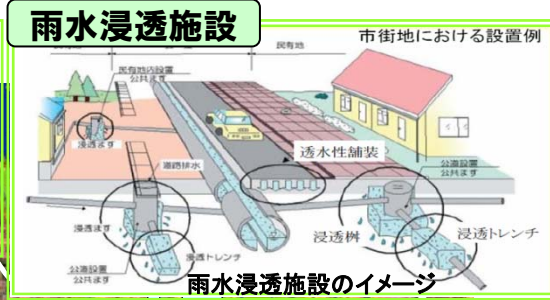 雨水浸透施設
市街地における設置例
民有地
民有地内設置
公共ます
浸透ます
道路排水
透水性舗装
公道設置
公共ます
浸透ます
浸透トレンチ
浸透桝
浸透トレンチ
公道設置
公共ます
雨水浸透施設のイメージ